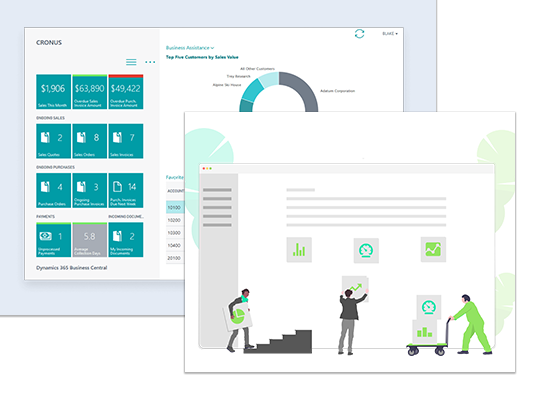 CRONUS
BLAKE
Business Assistance
Top Five Customers by Sales Value
All Other Customers
Trey Research
Alpine Ski House
Adatum Corporation
$1,906
Sales This Month
$63,890
Overdue Sales
Invoice Amount
$49,422
Overdue Purch.
Invoice Amount
ONGOING SALES
2
Sales Quotes
8
Sales Orders
7
Sales Invoices
ONGOING PURCHASES
4
Purchase Orders
3
Ongoing
Purchase Invoices
14
Purch. Invoices
Due Next Week
PAYMENTS
INCOMING DOCUME...
1
Unprocessed
Payments
5.8
Average
Collection Days
2
My Incoming
Documents
Favorite
10100
10200
10300
10400
20100
Dynamics 365 Business Central